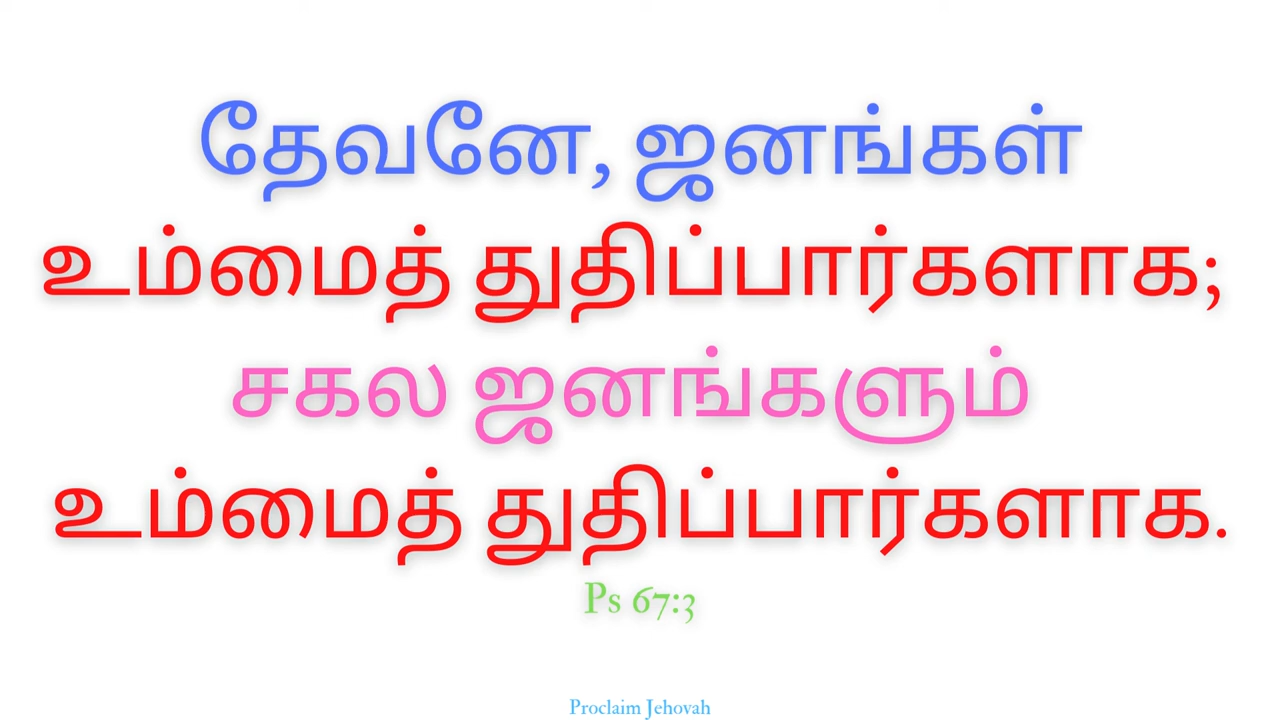 தேவனே, ஜனங்கள்
உம்மைத் துதிப்பார்களாக;
சகல ஜனங்களும்
உம்மைத் துதிப்பார்களாக.
Ps 67:3
Proclaim Jehovah